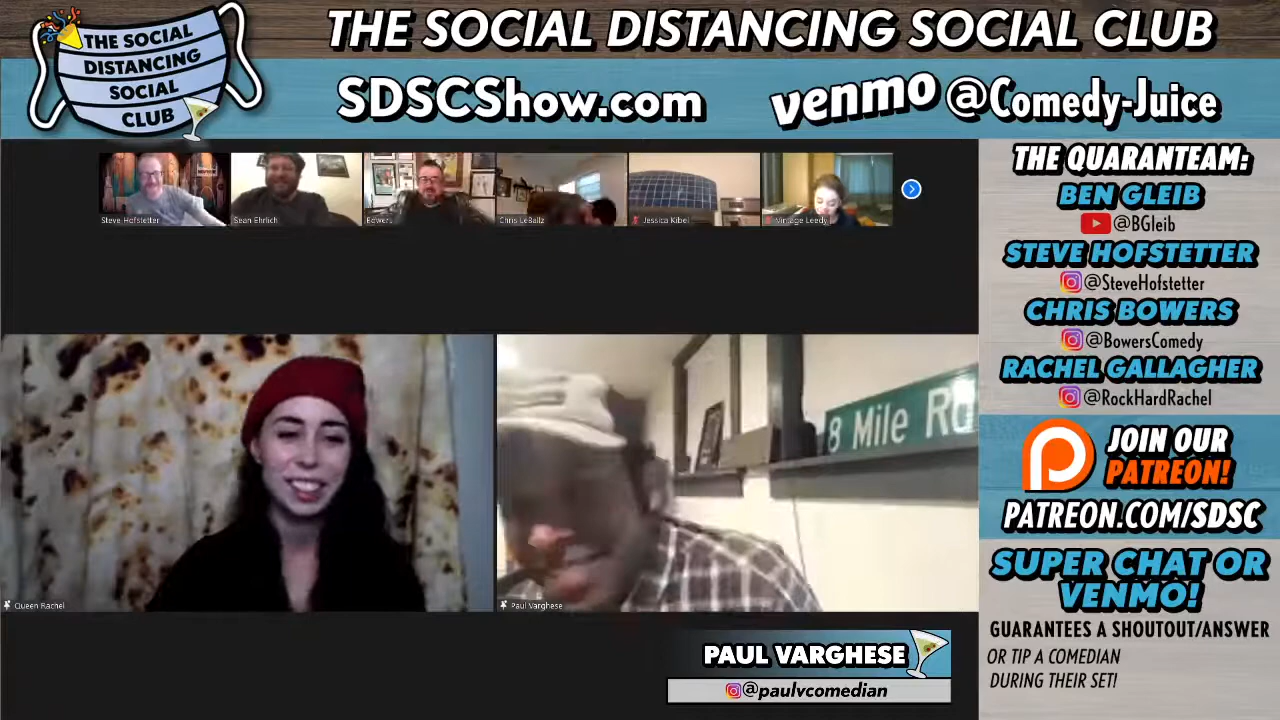 THE SOCIAL
DISTANCING
SOCIAL
CLUB
THE SOCIAL DISTANCING SOCIAL CLUB
SDSCShow.com
venmo @Comedy-Juice
Steve Hofstetter
Sean Ehrlich
Bowers
Chris LeBallz
Jessica Kibel
Vintage Leedy
THE QUARANTEAM:
BEN GLEIB
@BGleib
STEVE HOFSTETTER
@SteveHofstetter
CHRIS BOWERS
@BowersComedy
RACHEL GALLAGHER
@RockHardRachel
JOIN OUR
PATREON!
PATREON.COM/SDSC
SUPER CHAT OR
VENMO!
GUARANTEES A SHOUTOUT/ANSWER
OR TIP A COMEDIAN
DURING THEIR SET!
8 Mile Rd
Queen Rachel
Paul Varghese
PAUL VARGHESE
@paulvcomedian